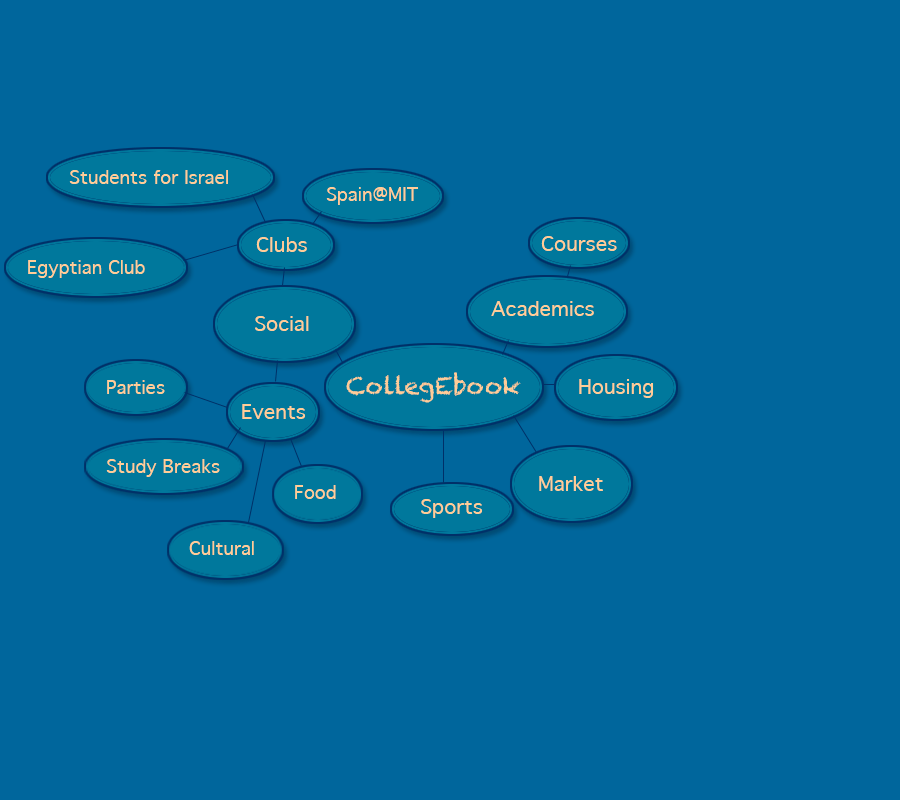 Students for Israel
Spain@MIT
Clubs
Courses
Egyptian Club
Academics
Social
CollegEbook
Housing
Parties
Events
Study Breaks
Market
Food
Sports
Cultural